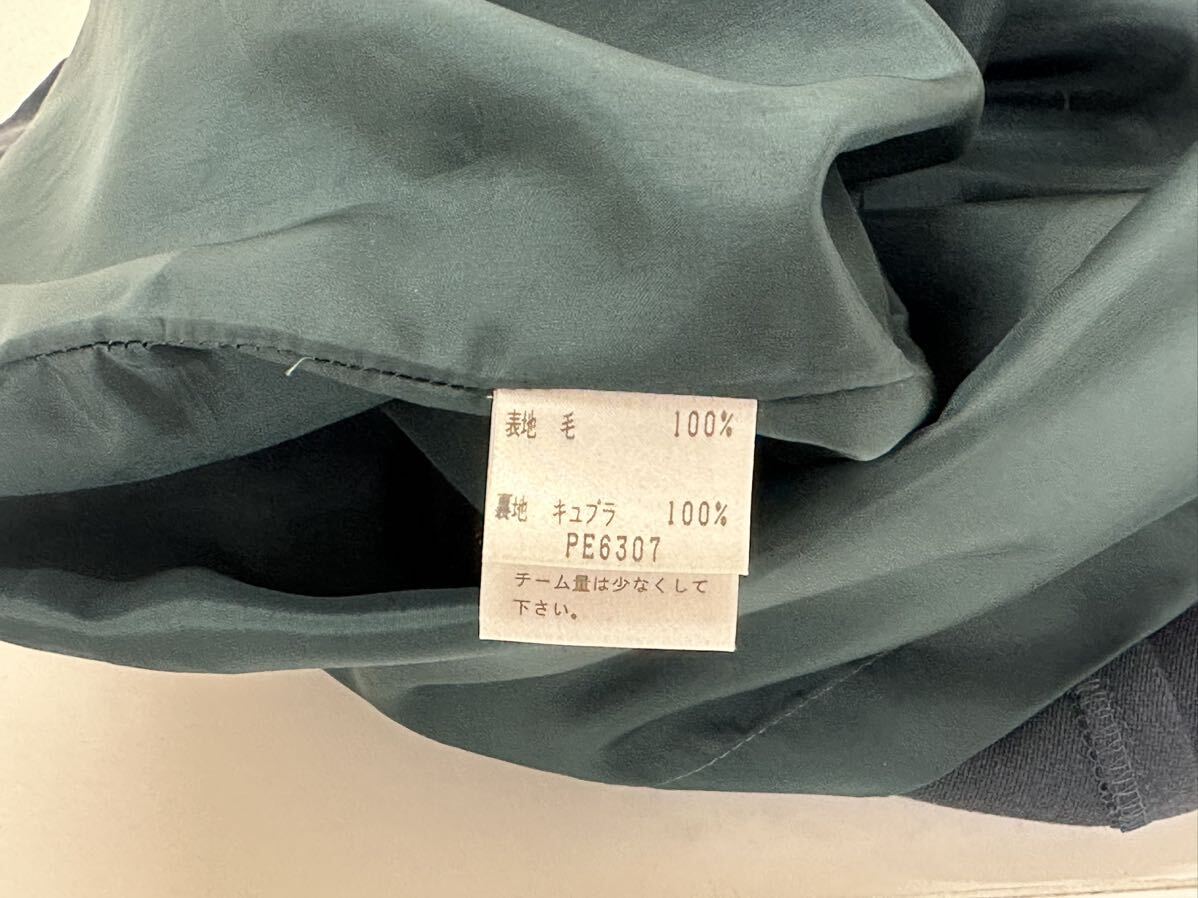 表地 毛 100%
裏地 キュプラ 100%
PE6307
チーム量は少なくして
下さい。